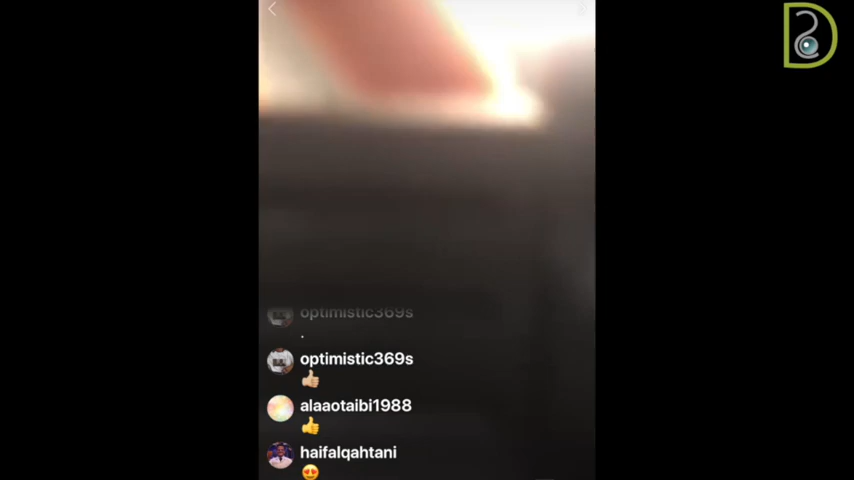 optimistic369s
.
optimistic369s
👍🏼
alaaotaibi1988
👍
haifalqahtani
😍